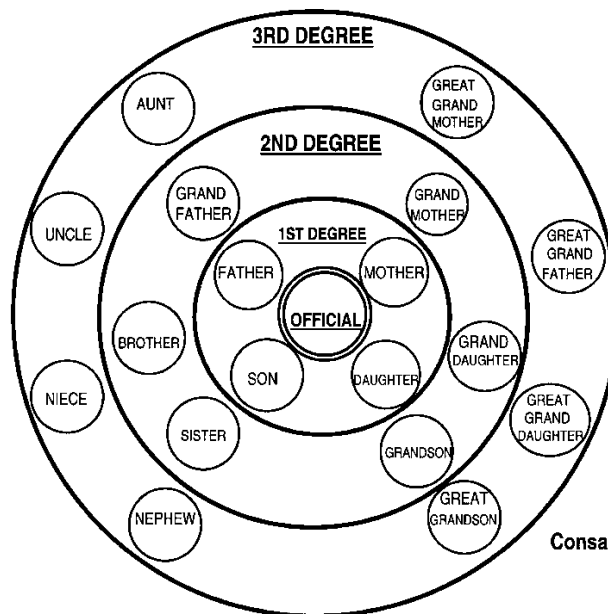 3RD DEGREE
AUNT
GREAT
GRAND
MOTHER
2ND DEGREE
GRAND
FATHER
GRAND
MOTHER
UNCLE
1ST DEGREE
GREAT
GRAND
FATHER
FATHER
MOTHER
OFFICIAL
BROTHER
GRAND
DAUGHTER
SON
DAUGHTER
NIECE
GREAT
GRAND
DAUGHTER
SISTER
GRANDSON
NEPHEW
GREAT
GRANDSON
Consa